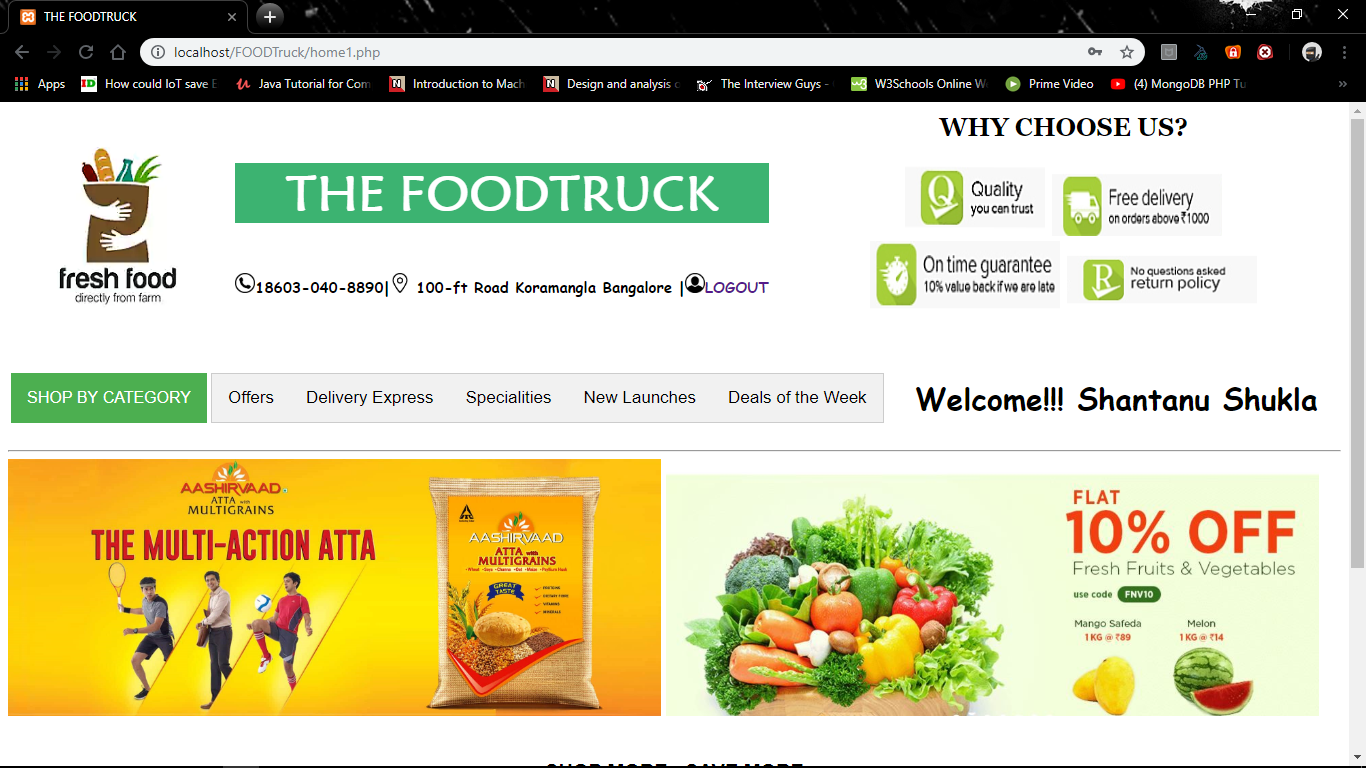 THE FOODTRUCK
localhost/FOODTruck/home1.php
Apps
How could IoT save E
Java Tutorial for Com
Introduction to Mach
Design and analysis c
The Interview Guys -
W3Schools Online W
Prime Video
(4) MongoDB PHP Tu
fresh food
directly from farm
THE FOODTRUCK
18603-040-8890| 100-ft Road Koramangla Bangalore | LOGOUT
WHY CHOOSE US?
Quality
you can trust
Free delivery
on orders above ₹1000
On time guarantee
10% value back if we are late
No questions asked
return policy
SHOP BY CATEGORY
Offers
Delivery Express
Specialities
New Launches
Deals of the Week
Welcome!!! Shantanu Shukla
AASHIRVAAD
ATTA with
MULTIGRAINS
THE MULTI-ACTION ATTA
AASHIRVAAD
ATTA with
MULTIGRAINS
GREAT
TASTE
FLAT
10% OFF
Fresh Fruits & Vegetables
use code FNV10
Mango Safeda
1 KG @ ₹89
Melon
1 KG @ ₹14
SHOP MORE SAVE MORE